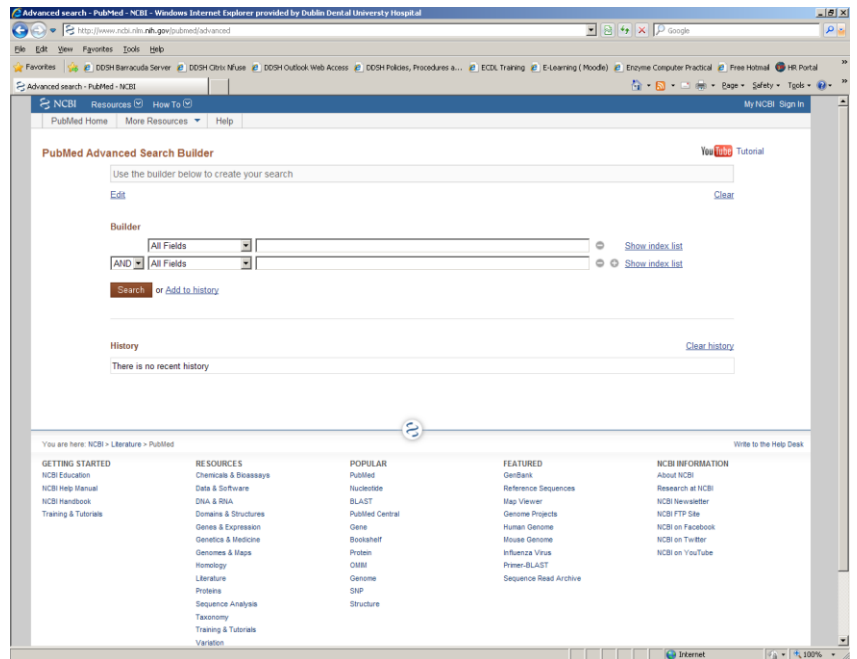 Advanced search - PubMed - NCBI - Windows Internet Explorer provided by Dublin Dental Universty Hospital
http://www.ncbi.nlm.nih.gov/pubmed/advanced Google
File Edit View Favorites Tools Help
Favorites DDSH Barracuda Server DDSH Citrix NFuse DDSH Outlook Web Access DDSH Policies, Procedures a... ECDL Training E-Learning ( Moodle) Enzyme Computer Practical Free Hotmail HR Portal »
Advanced search - PubMed - NCBI Page Safety Tools »
NCBI Resources How To My NCBI Sign In
PubMed Home More Resources Help
PubMed Advanced Search Builder YouTube Tutorial
Use the builder below to create your search
Edit Clear
Builder
All Fields Show index list
AND All Fields Show index list
Search or Add to history
History Clear history
There is no recent history
You are here: NCBI > Literature > PubMed Write to the Help Desk
GETTING STARTED RESOURCES POPULAR FEATURED NCBI INFORMATION
NCBI Education Chemicals & Bioassays PubMed GenBank About NCBI
NCBI Help Manual Data & Software Nucleotide Reference Sequences Research at NCBI
NCBI Handbook DNA & RNA BLAST Map Viewer NCBI Newsletter
Training & Tutorials Domains & Structures PubMed Central Genome Projects NCBI FTP Site
Genes & Expression Gene Human Genome NCBI on Facebook
Genetics & Medicine Bookshelf Mouse Genome NCBI on Twitter
Genomes & Maps Protein Influenza Virus NCBI on YouTube
Homology OMIM Primer-BLAST
Literature Genome Sequence Read Archive
Proteins SNP
Sequence Analysis Structure
Taxonomy
Training & Tutorials
Variation
Internet 100%